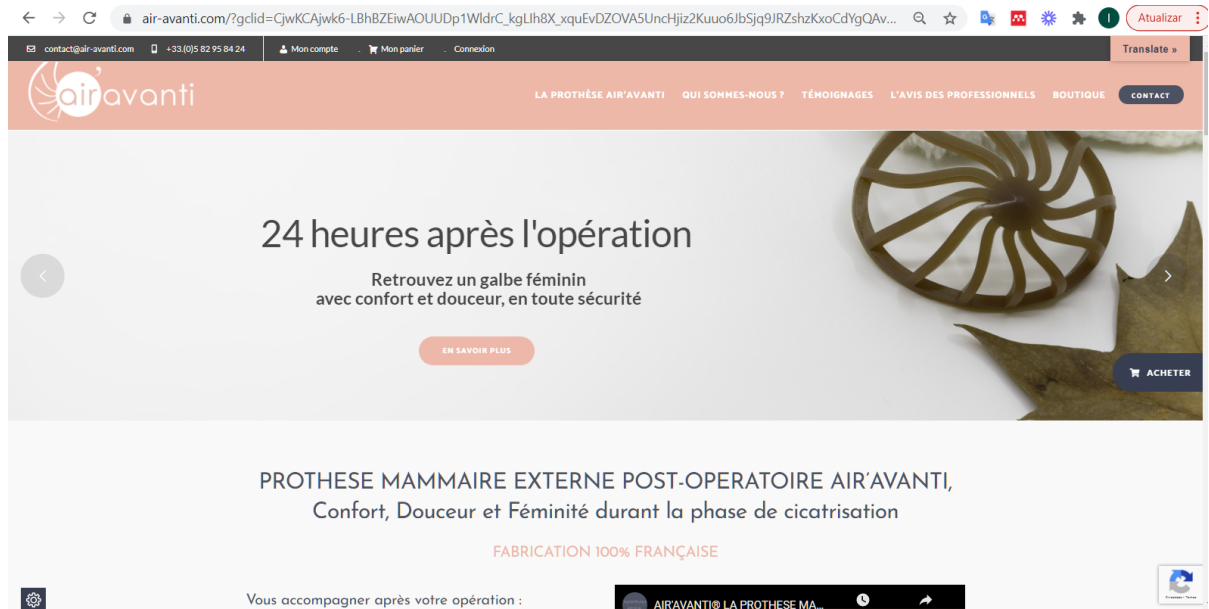 air-avanti.com/?gclid=CjwKCAjwk6-LBhBZEiwAOUUDp1WldrC_kgLIh8X_xquEvDZOVA5UncHjiz2Kuuo6JbSjq9JRZshzKxoCdYgQAv...
I
Atualizar
contact@air-avanti.com
+33.(0)5 82 95 84 24
Mon compte
. Mon panier
. Connexion
Translate »
air'avanti
LA PROTHÈSE AIR'AVANTI
QUI SOMMES-NOUS ?
TÉMOIGNAGES
L'AVIS DES PROFESSIONNELS
BOUTIQUE
CONTACT
24 heures après l'opération
Retrouvez un galbe féminin
avec confort et douceur, en toute sécurité
EN SAVOIR PLUS
ACHETER
PROTHESE MAMMAIRE EXTERNE POST-OPERATOIRE AIR'AVANTI,
Confort, Douceur et Féminité durant la phase de cicatrisation
FABRICATION 100% FRANÇAISE
Vous accompagner après votre opération :
AIR'AVANTI® LA PROTHESE MA...